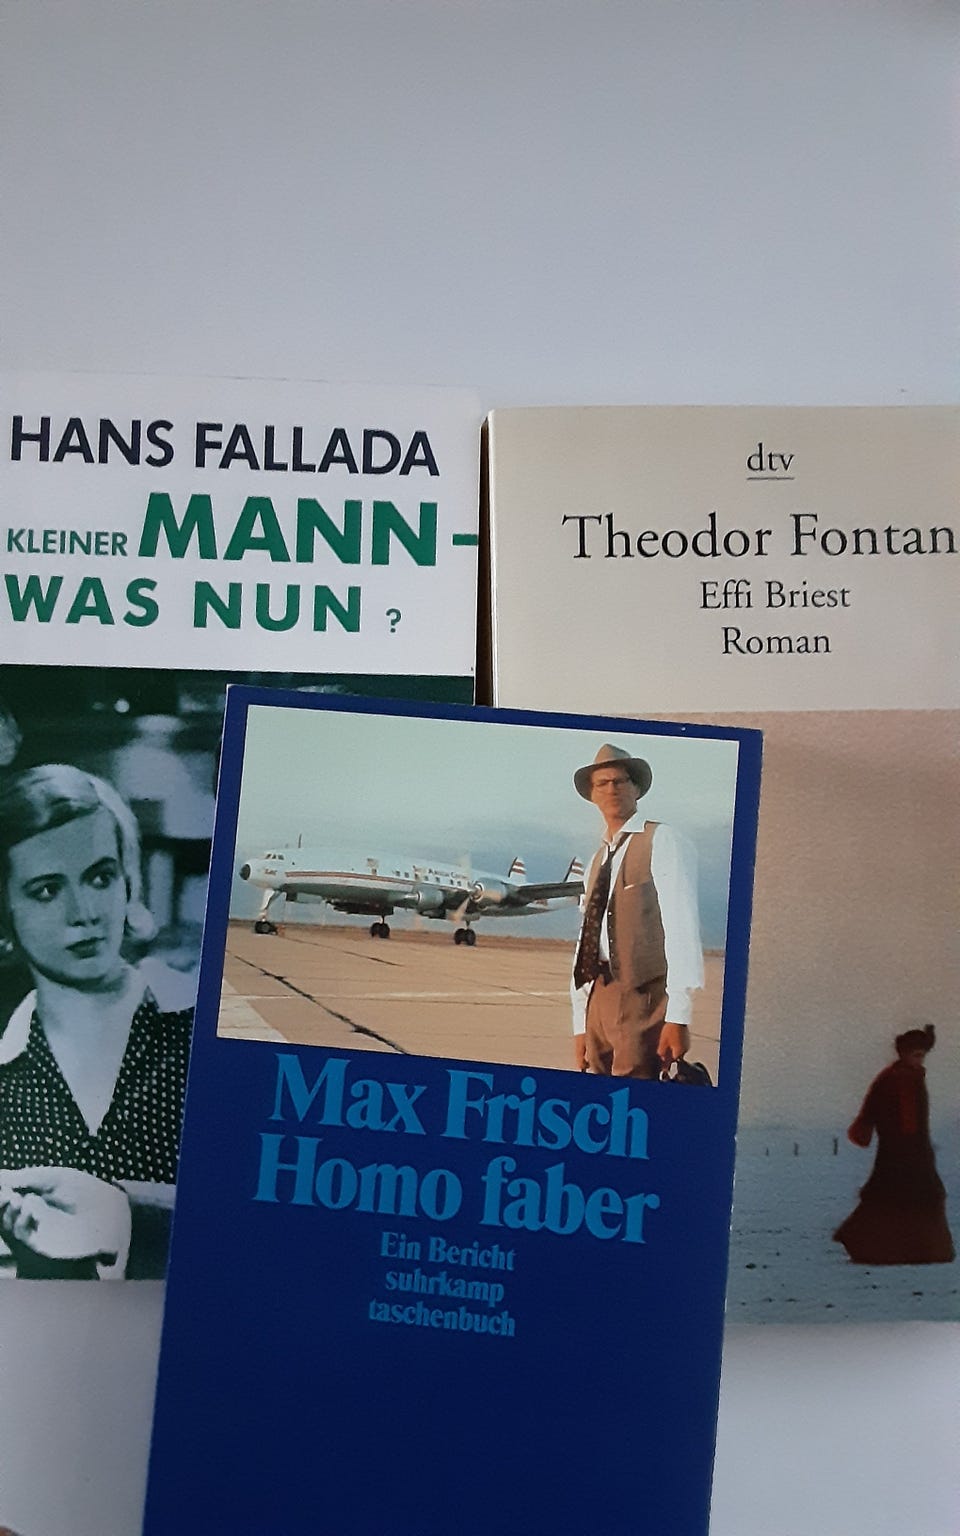 HANS FALLADA
KLEINER MANN-
WAS NUN ?
dtv
Theodor Fontan
Effi Briest
Roman
Max Frisch
Homo faber
Ein Bericht
suhrkamp
taschenbuch